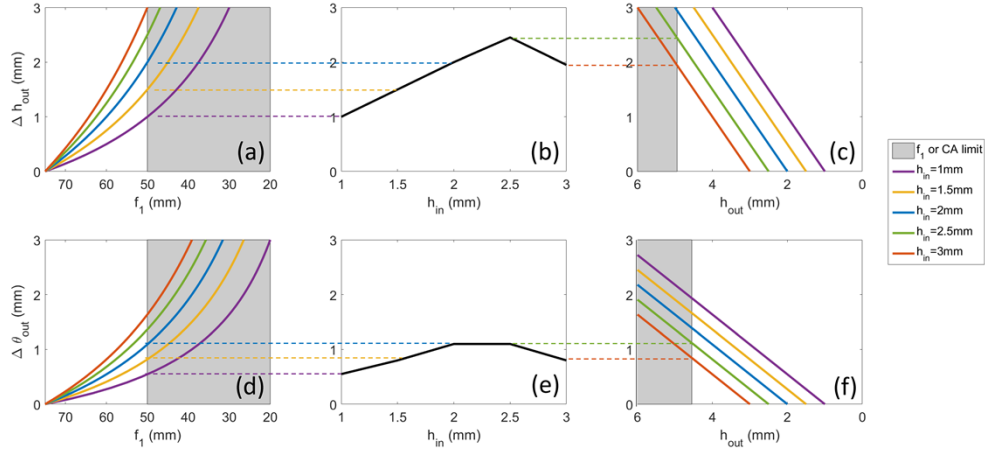 3
2
1
0
Δ h_out (mm)
70 60 50 40 30 20
f_1 (mm)
(a)
3
2
1
0
1 1.5 2 2.5 3
h_in (mm)
(b)
3
2
1
0
6 4 2 0
h_out (mm)
(c)
f_1 or CA limit
h_in=1mm
h_in=1.5mm
h_in=2mm
h_in=2.5mm
h_in=3mm
3
2
1
0
Δ θ_out (mm)
70 60 50 40 30 20
f_1 (mm)
(d)
3
2
1
0
1 1.5 2 2.5 3
h_in (mm)
(e)
3
2
1
0
6 4 2 0
h_out (mm)
(f)